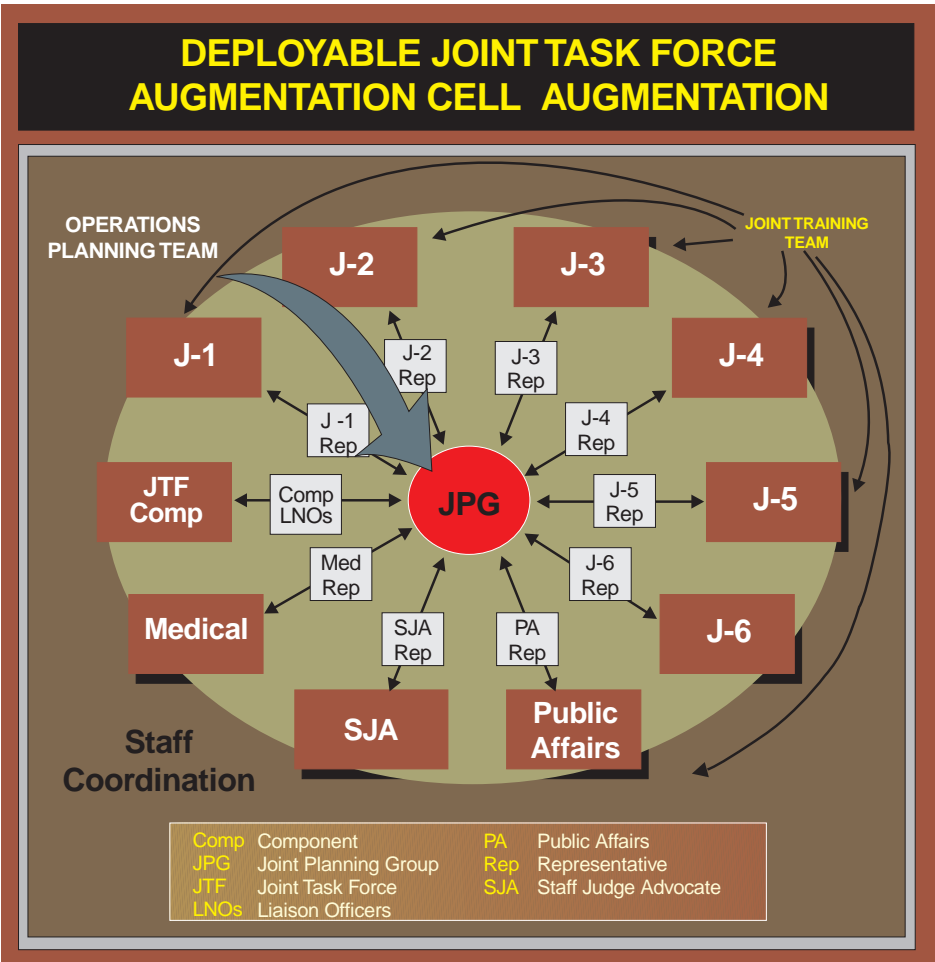 DEPLOYABLE JOINT TASK FORCE
AUGMENTATION CELL AUGMENTATION
OPERATIONS
PLANNING TEAM
JOINT TRAINING
TEAM
J-2
J-3
J-1
J-4
J-2
Rep
J-3
Rep
J -1
Rep
J-4
Rep
JTF
Comp
Comp
LNOs
JPG
J-5
Rep
J-5
Med
Rep
J-6
Rep
Medical
SJA
Rep
PA
Rep
J-6
SJA
Public
Affairs
Staff
Coordination
Comp Component
JPG Joint Planning Group
JTF Joint Task Force
LNOs Liaison Officers
PA Public Affairs
Rep Representative
SJA Staff Judge Advocate